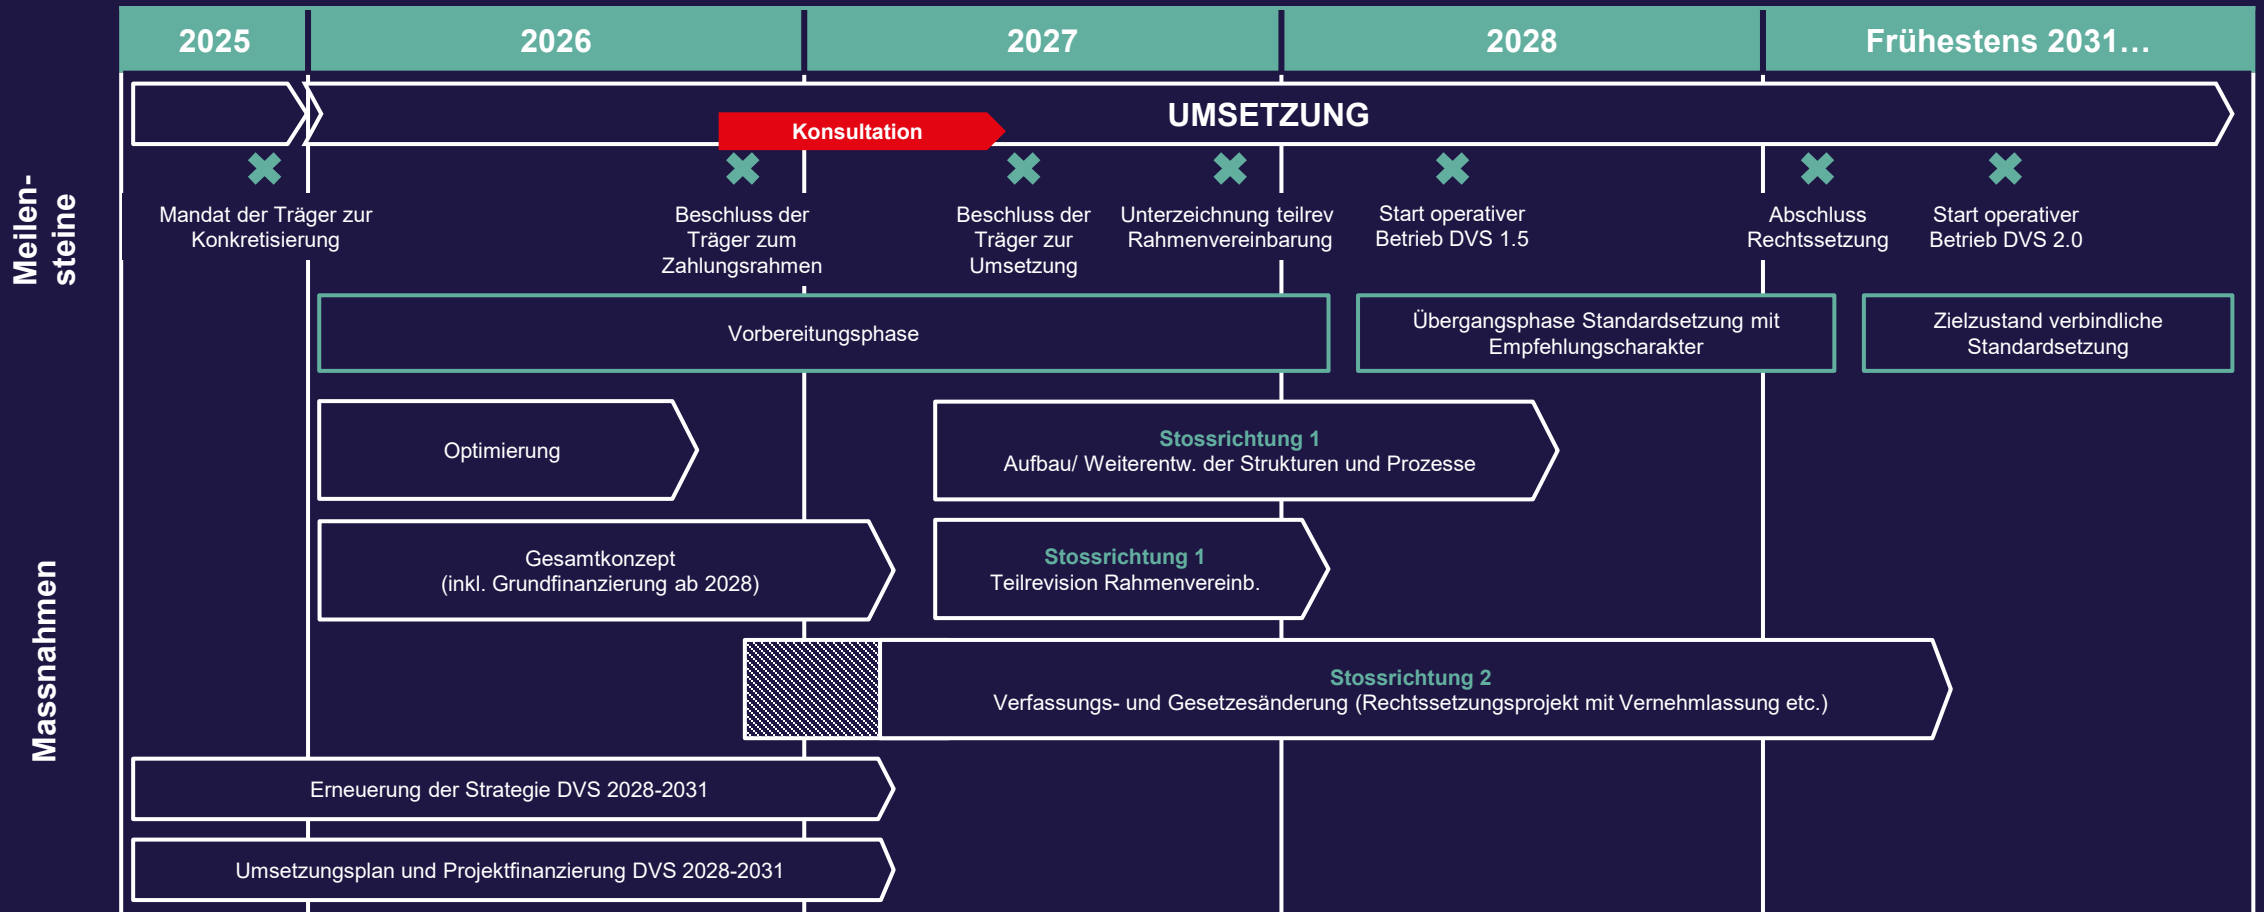 2025
2026
2027
2028
Frühestens 2031…
UMSETZUNG
Konsultation
Meilen-
steine
Mandat der Träger zur
Konkretisierung
Beschluss der
Träger zum
Zahlungsrahmen
Beschluss der
Träger zur
Umsetzung
Unterzeichnung teilrev
Rahmenvereinbarung
Start operativer
Betrieb DVS 1.5
Abschluss
Rechtssetzung
Start operativer
Betrieb DVS 2.0
Vorbereitungsphase
Übergangsphase Standardsetzung mit
Empfehlungscharakter
Zielzustand verbindliche
Standardsetzung
Massnahmen
Optimierung
Stossrichtung 1
Aufbau/ Weiterentw. der Strukturen und Prozesse
Gesamtkonzept
(inkl. Grundfinanzierung ab 2028)
Stossrichtung 1
Teilrevision Rahmenvereinb.
Stossrichtung 2
Verfassungs- und Gesetzesänderung (Rechtssetzungsprojekt mit Vernehmlassung etc.)
Erneuerung der Strategie DVS 2028-2031
Umsetzungsplan und Projektfinanzierung DVS 2028-2031